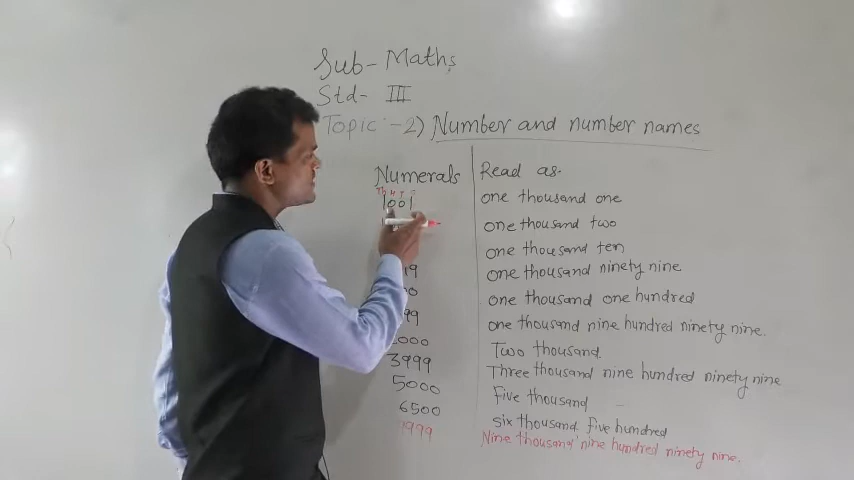 Sub- Maths
Std- III
Topic :- 2) Number and number names
Numerals Read as.
Th H T O
1001 one thousand one
one thousand two
one thousand ten
one thousand ninety nine
one thousand one hundred
one thousand nine hundred ninety nine.
2000 Two thousand.
3999 Three thousand nine hundred ninety nine
5000 Five thousand
6500 six thousand five hundred
9999 Nine thousand nine hundred ninety nine.